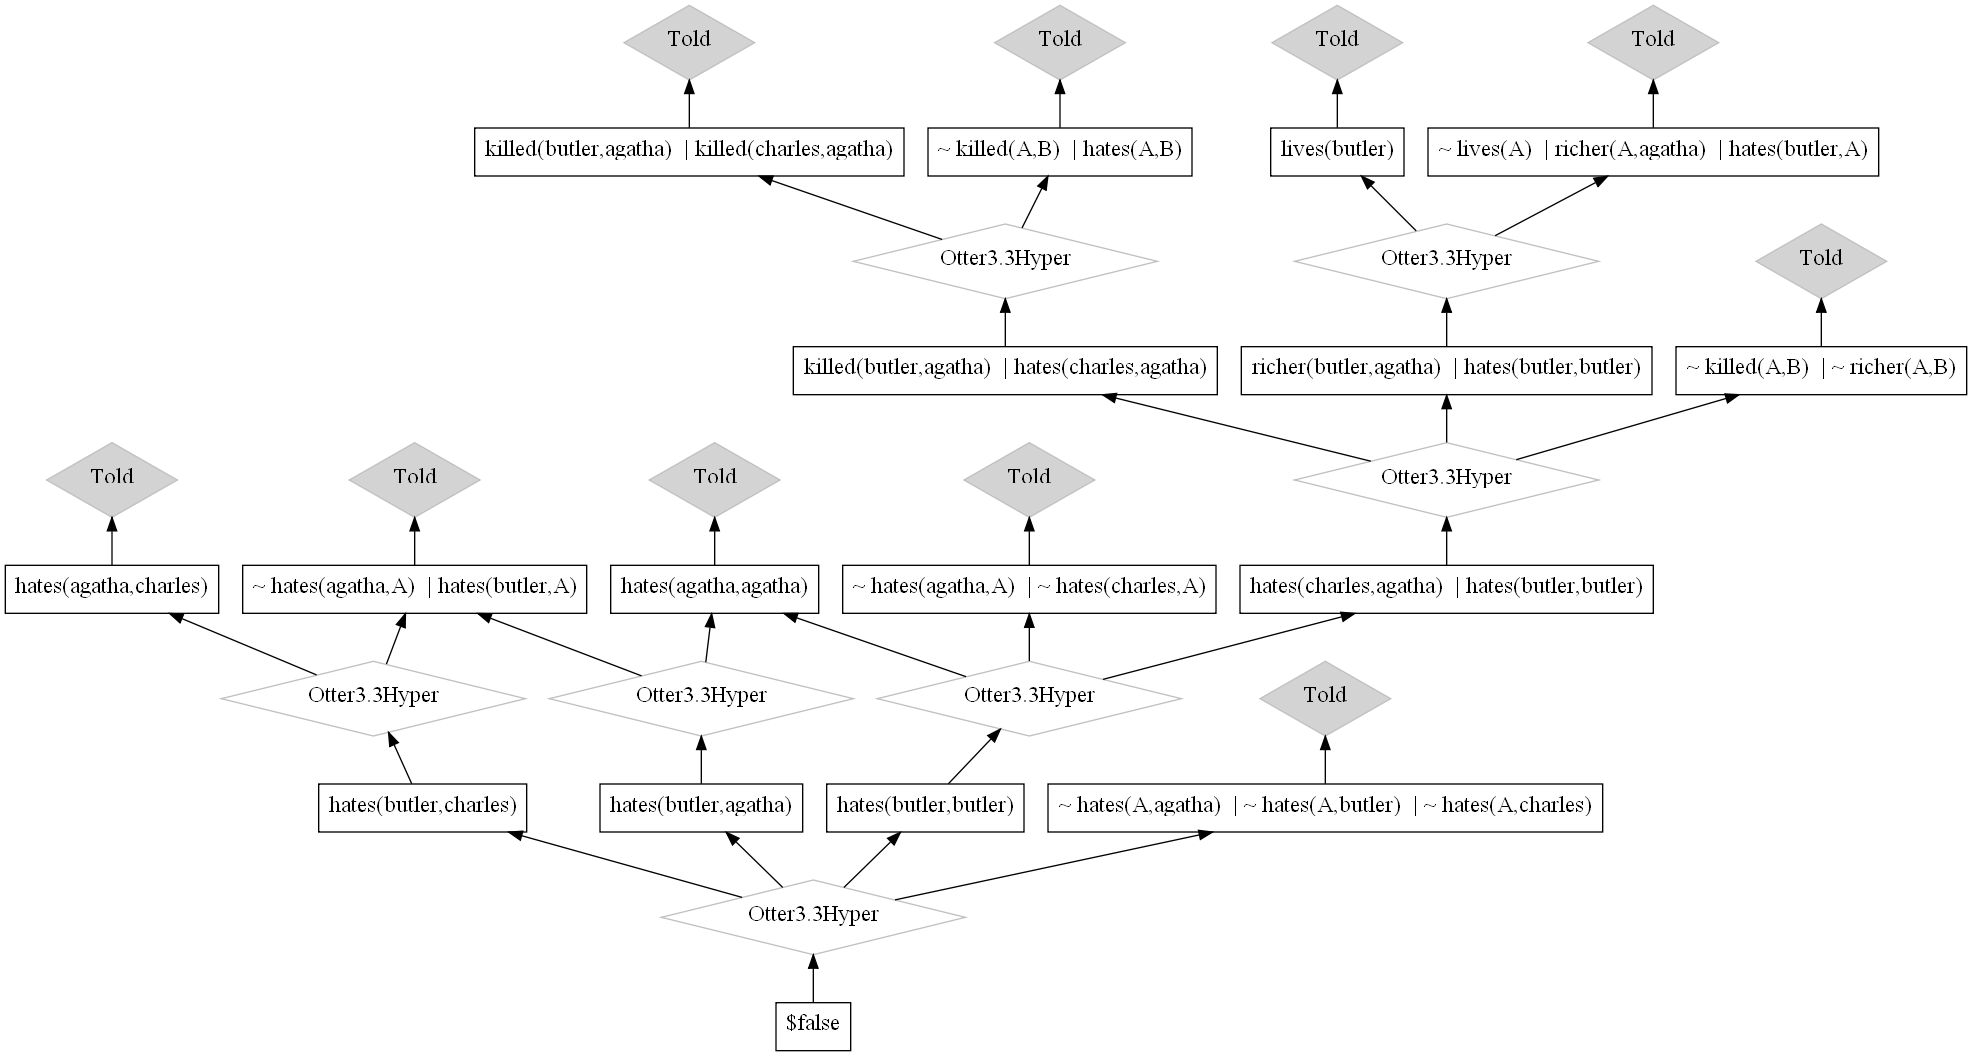 Told
Told
Told
Told
killed(butler,agatha) | killed(charles,agatha)
~ killed(A,B) | hates(A,B)
lives(butler)
~ lives(A) | richer(A,agatha) | hates(butler,A)
Otter3.3Hyper
Otter3.3Hyper
Told
killed(butler,agatha) | hates(charles,agatha)
richer(butler,agatha) | hates(butler,butler)
~ killed(A,B) | ~ richer(A,B)
Told
Told
Told
Told
Otter3.3Hyper
hates(agatha,charles)
~ hates(agatha,A) | hates(butler,A)
hates(agatha,agatha)
~ hates(agatha,A) | ~ hates(charles,A)
hates(charles,agatha) | hates(butler,butler)
Otter3.3Hyper
Otter3.3Hyper
Otter3.3Hyper
Told
hates(butler,charles)
hates(butler,agatha)
hates(butler,butler)
~ hates(A,agatha) | ~ hates(A,butler) | ~ hates(A,charles)
Otter3.3Hyper
$false